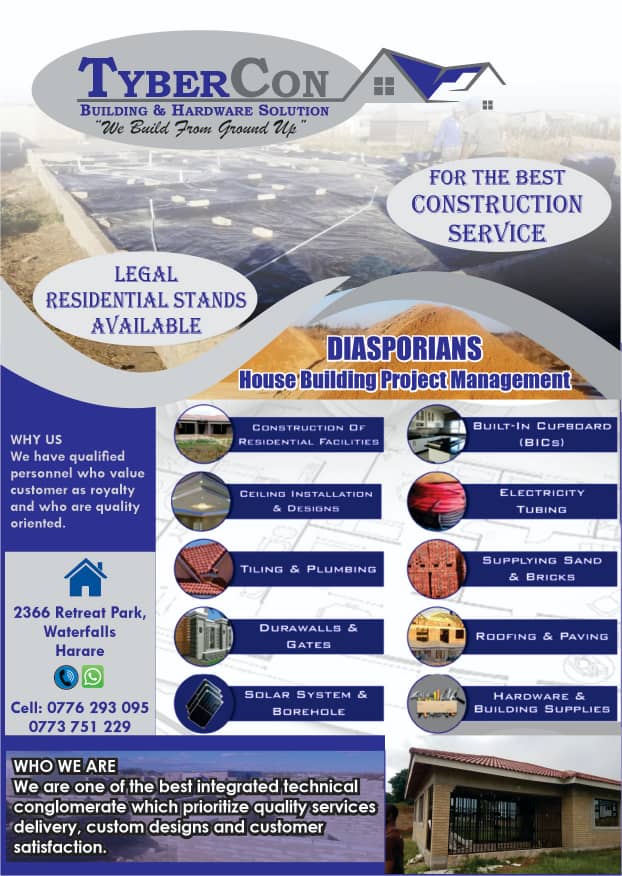 TYBERCON
BUILDING & HARDWARE SOLUTION
"We Build From Ground Up"
FOR THE BEST
CONSTRUCTION
SERVICE
LEGAL
RESIDENTIAL STANDS
AVAILABLE
DIASPORIANS
House Building Project Management
WHY US
We have qualified
personnel who value
customer as royalty
and who are quality
oriented.
2366 Retreat Park,
Waterfalls
Harare
Cell: 0776 293 095
0773 751 229
CONSTRUCTION OF
RESIDENTIAL FACILITIES
BUILT-IN CUPBOARD
(BICs)
CEILING INSTALLATION
& DESIGNS
ELECTRICITY
TUBING
TILING & PLUMBING
SUPPLYING SAND
& BRICKS
DURAWALLS &
GATES
ROOFING & PAVING
SOLAR SYSTEM &
BOREHOLE
HARDWARE &
BUILDING SUPPLIES
WHO WE ARE
We are one of the best integrated technical
conglomerate which prioritize quality services
delivery, custom designs and customer
satisfaction.